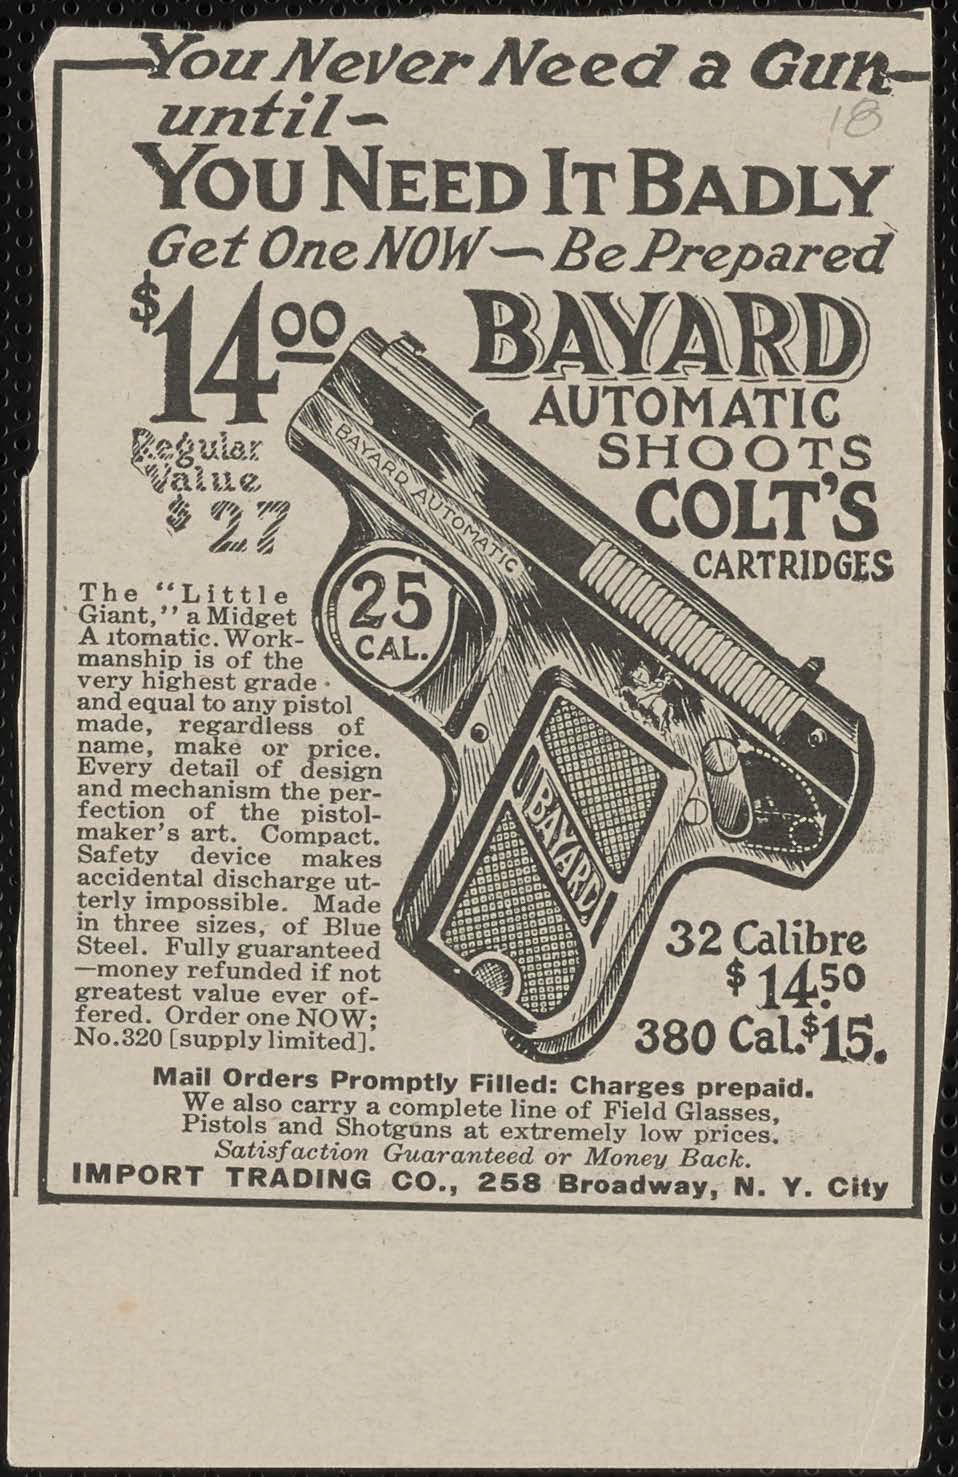 You Never Need a Gun
until—
18
YOU NEED IT BADLY
Get One NOW — Be Prepared
$14.00
Regular
Value
$27
BAYARD
AUTOMATIC
SHOOTS
COLT'S
CARTRIDGES
BAYARD AUTOMATIC
25
CAL.
BAYARD
The "Little
Giant," a Midget
A itomatic. Work-
manship is of the
very highest grade
and equal to any pistol
made, regardless of
name, make or price.
Every detail of design
and mechanism the per-
fection of the pistol-
maker's art. Compact.
Safety device makes
accidental discharge ut-
terly impossible. Made
in three sizes, of Blue
Steel. Fully guaranteed
—money refunded if not
greatest value ever of-
fered. Order one NOW;
No.320 [supply limited].
32 Calibre
$14.50
380 Cal. $15.
Mail Orders Promptly Filled: Charges prepaid.
We also carry a complete line of Field Glasses,
Pistols and Shotguns at extremely low prices.
Satisfaction Guaranteed or Money Back.
IMPORT TRADING CO., 258 Broadway, N. Y. City